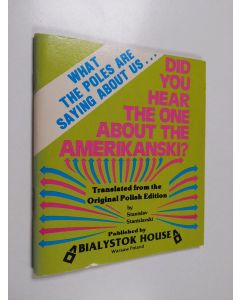 WHAT
THE POLES ARE
SAYING ABOUT US...
DID
YOU
HEAR
THE ONE
ABOUT THE
AMERIKANSKI?
Translated from the
Original Polish Edition
by
Stanislav
Stanislavski
Published by
BIALYSTOK HOUSE
Warsaw Poland